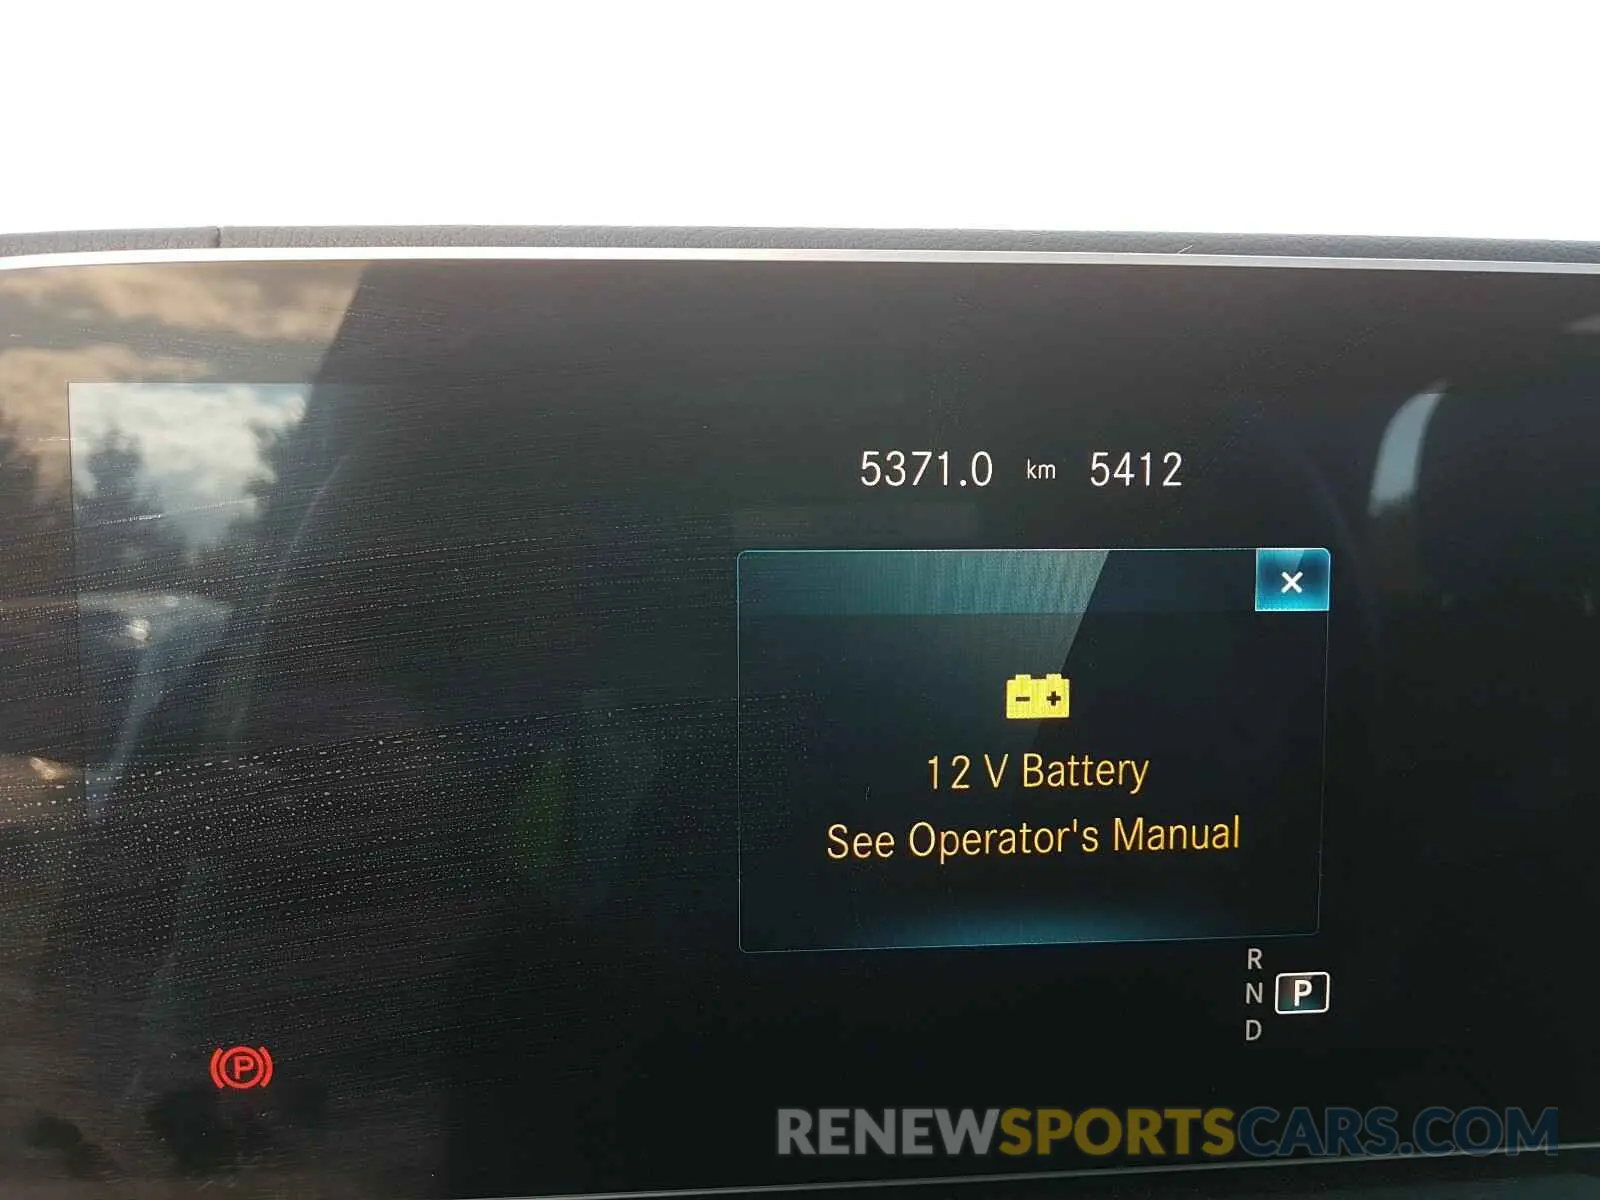 5371.0 km 5412
×
- +
12 V Battery
See Operator's Manual
R
N P
D
(P)
RENEWSPORTSCARS.COM